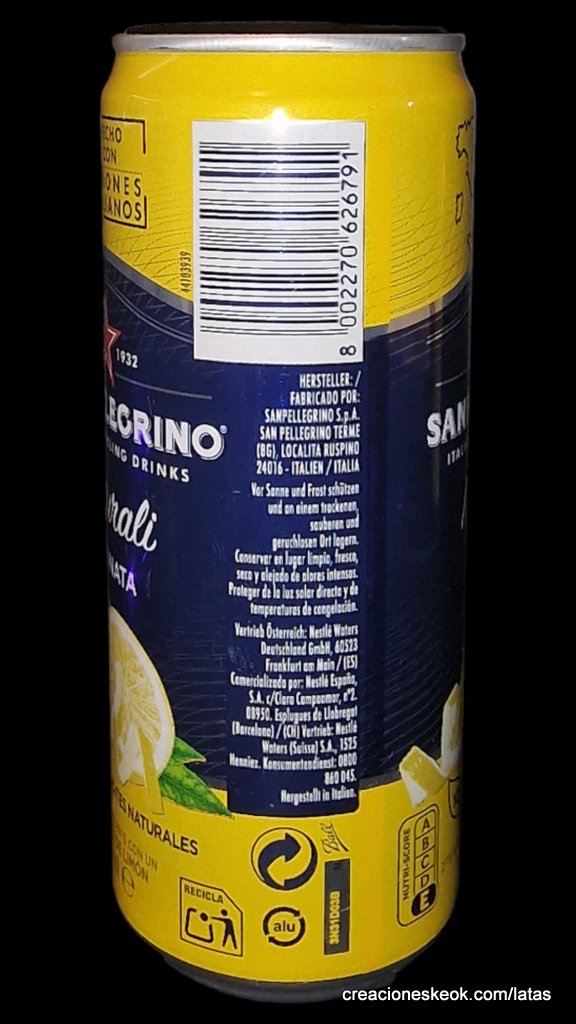 CON
1932
LEGRINO®
LING DRINKS
NATA
44103939
8 002270 626791
HERSTELLER: /
FABRICADO POR:
SANPELLEGRINO S.p.A.
SAN PELLEGRINO TERME
(BG), LOCALITA RUSPINO
24016 - ITALIEN / ITALIA
Vor Sonne und Frost schützen
und an einem trockenen,
sauberen und
geruchlosen Ort lagern.
Conservar en lugar limpio, fresco,
seco y alejado de olores intensos.
Proteger de la luz solar directa y de
temperaturas de congelación.
Vertrieb Österreich: Nestlé Waters
Deutschland GmbH, 60523
Frankfurt am Main / (ES)
Comercializado por: Nestlé España,
S.A. c/Clara Campoamor, nº2.
08950. Esplugues de Llobregat
(Barcelona) / (CH) Vertrieb: Nestlé
Waters (Suisse) S.A., 1525
Henniez. Konsumentendienst: 0800
860 045.
Hergestellt in Italien.
SAN
ITAL
NATURALES
CON UN
LIMÓN
e
RECICLA
alu
Ball
3N31D03B
NUTRI-SCORE
A B C D E
creacioneskeok.com/latas